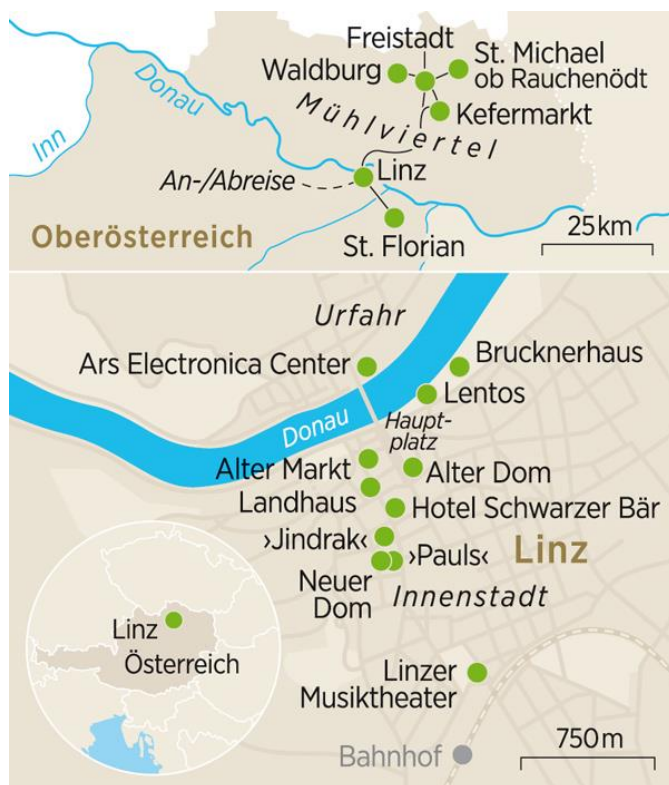 Freistadt
Waldburg
St. Michael
ob Rauchenödt
Donau
Kefermarkt
Mühlviertel
Inn
An-/Abreise
Linz
Oberösterreich
St. Florian
25 km
Urfahr
Ars Electronica Center
Brucknerhaus
Lentos
Donau
Haupt-
platz
Alter Markt
Alter Dom
Landhaus
Hotel Schwarzer Bär
›Jindrak‹
›Pauls‹
Linz
Neuer
Dom
Innenstadt
Linz
Österreich
Linzer
Musiktheater
Bahnhof
750 m